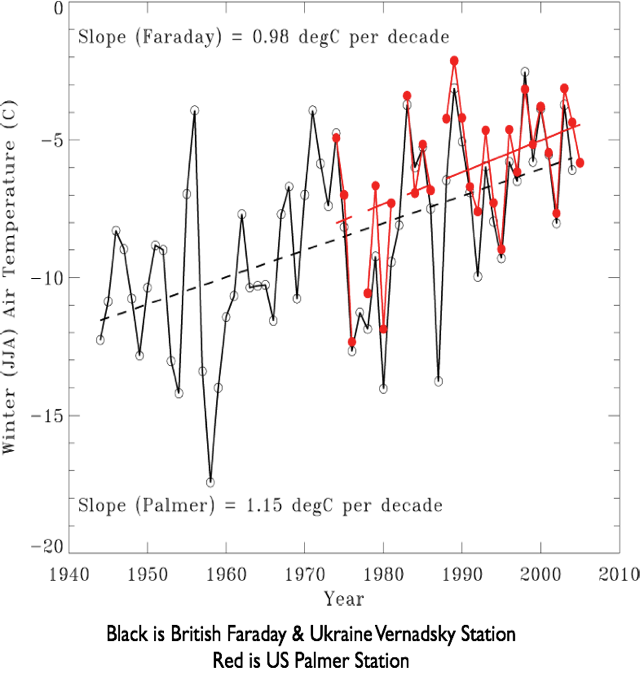 0
Slope (Faraday) = 0.98 degC per decade
−5
−10
−15
Slope (Palmer) = 1.15 degC per decade
−20
Winter (JJA) Air Temperature (C)
1940 1950 1960 1970 1980 1990 2000 2010
Year
Black is British Faraday & Ukraine Vernadsky Station
Red is US Palmer Station